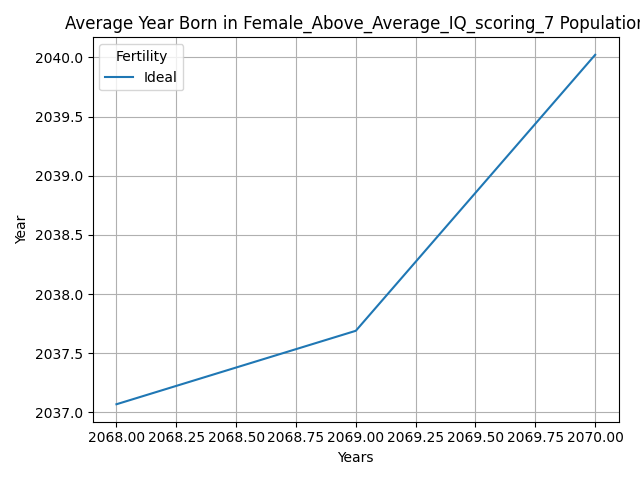 Average Year Born in Female_Above_Average_IQ_scoring_7 Population
Fertility
Ideal
2040.0
2039.5
2039.0
2038.5
2038.0
2037.5
2037.0
Year
2068.00 2068.25 2068.50 2068.75 2069.00 2069.25 2069.50 2069.75 2070.00
Years